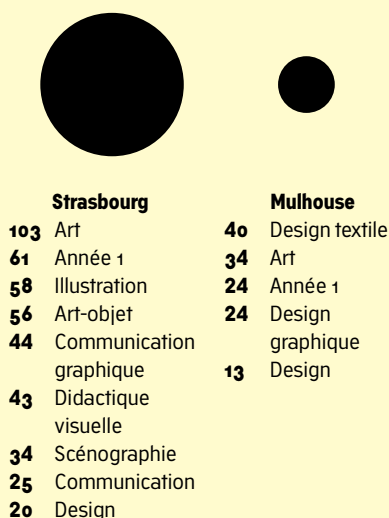 Strasbourg
103 Art
61 Année 1
58 Illustration
56 Art-objet
44 Communication
graphique
43 Didactique
visuelle
34 Scénographie
25 Communication
20 Design
Mulhouse
40 Design textile
34 Art
24 Année 1
24 Design
graphique
13 Design